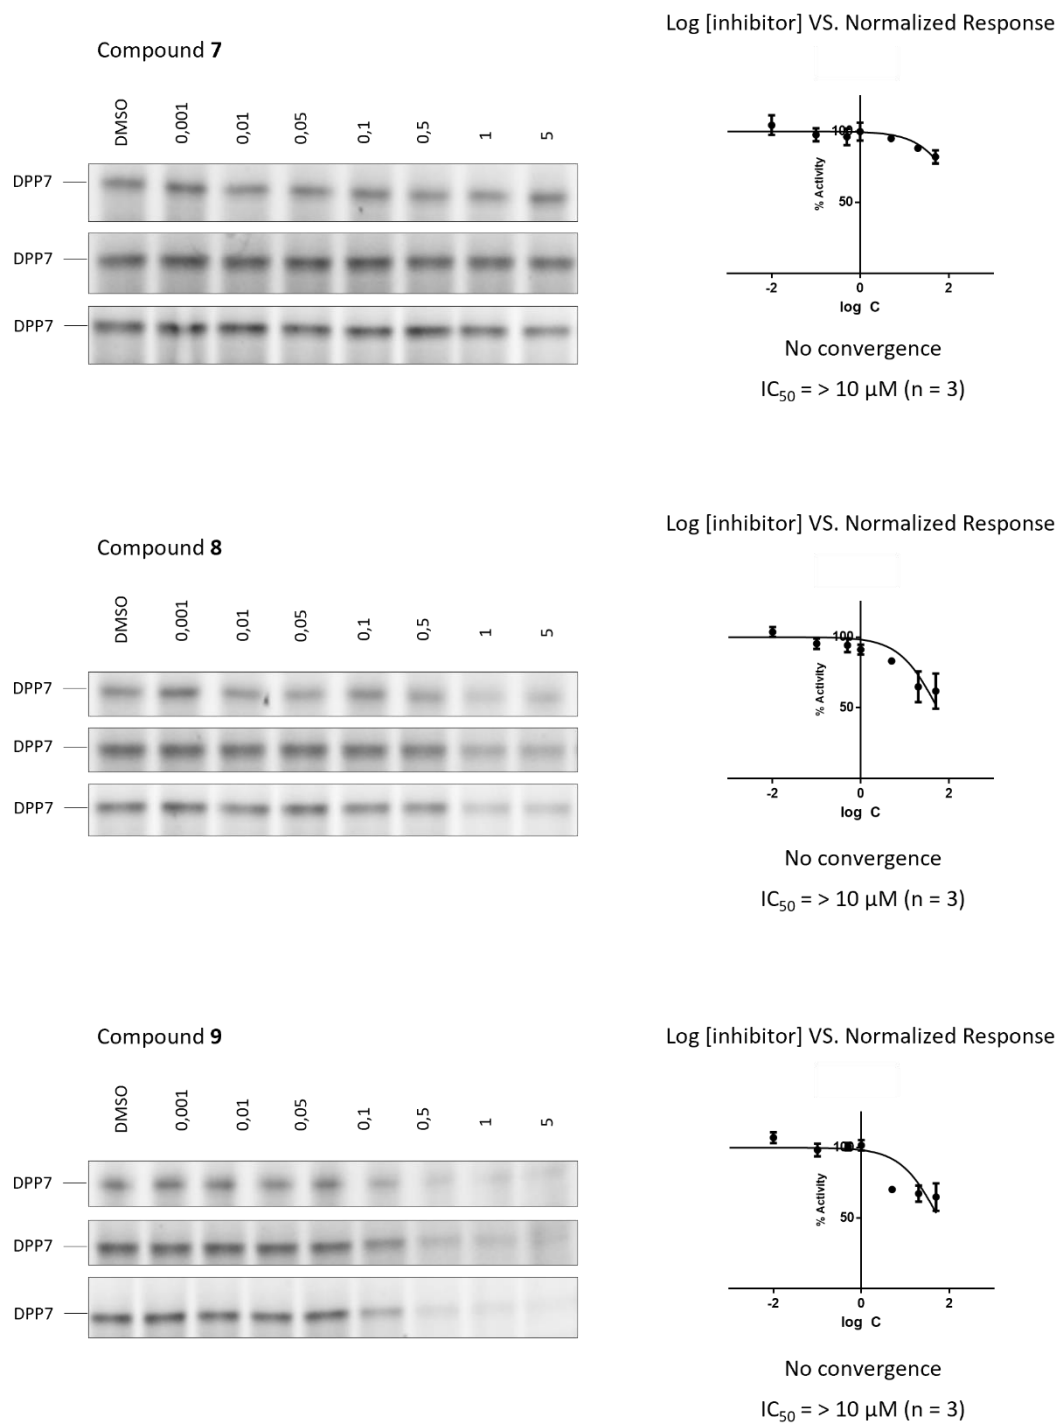 Compound 7
DMSO 0,001 0,01 0,05 0,1 0,5 1 5
DPP7
DPP7
DPP7
Log [inhibitor] VS. Normalized Response
100
50
% Activity
-2 0 2
log C
No convergence
IC50 = > 10 µM (n = 3)
Compound 8
DMSO 0,001 0,01 0,05 0,1 0,5 1 5
DPP7
DPP7
DPP7
Log [inhibitor] VS. Normalized Response
100
50
% Activity
-2 0 2
log C
No convergence
IC50 = > 10 µM (n = 3)
Compound 9
DMSO 0,001 0,01 0,05 0,1 0,5 1 5
DPP7
DPP7
DPP7
Log [inhibitor] VS. Normalized Response
100
50
% Activity
-2 0 2
log C
No convergence
IC50 = > 10 µM (n = 3)